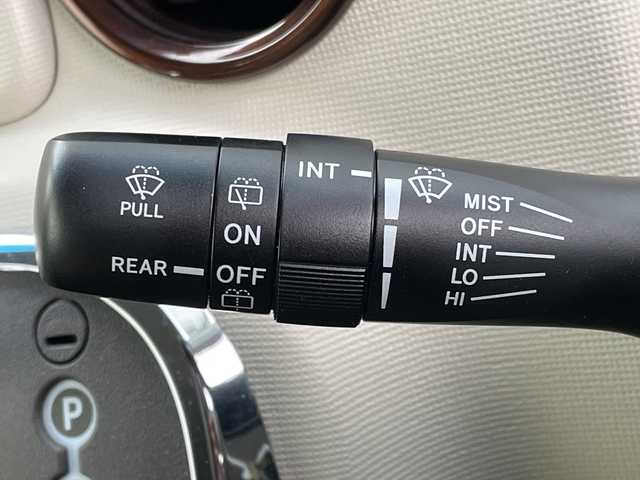 PULL
REAR
ON
OFF
INT
MIST
OFF
INT
LO
HI
P